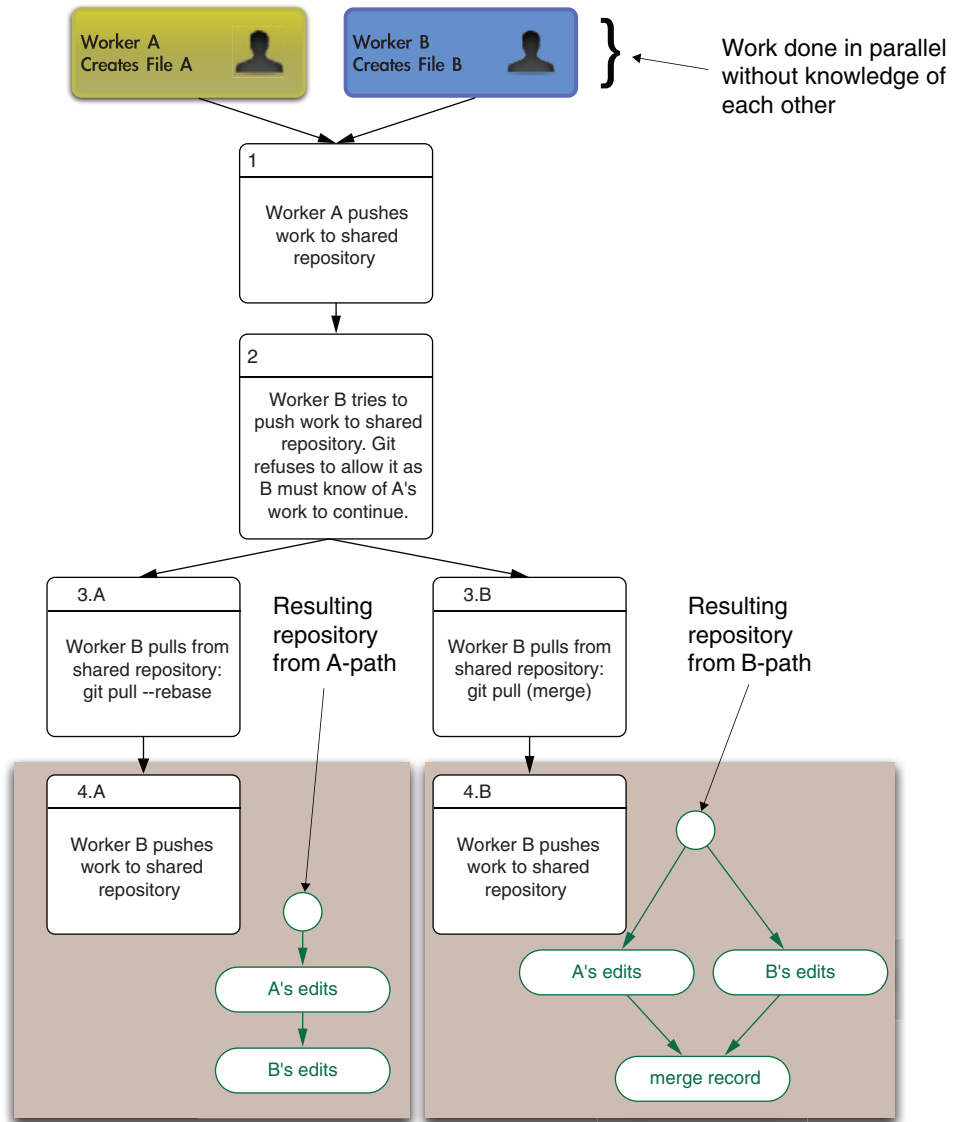 Worker A
Creates File A
Worker B
Creates File B
}
Work done in parallel
without knowledge of
each other
1
Worker A pushes
work to shared
repository
2
Worker B tries to
push work to shared
repository. Git
refuses to allow it as
B must know of A's
work to continue.
3.A
Worker B pulls from
shared repository:
git pull --rebase
Resulting
repository
from A-path
3.B
Worker B pulls from
shared repository:
git pull (merge)
Resulting
repository
from B-path
4.A
Worker B pushes
work to shared
repository
A's edits
B's edits
4.B
Worker B pushes
work to shared
repository
A's edits
B's edits
merge record